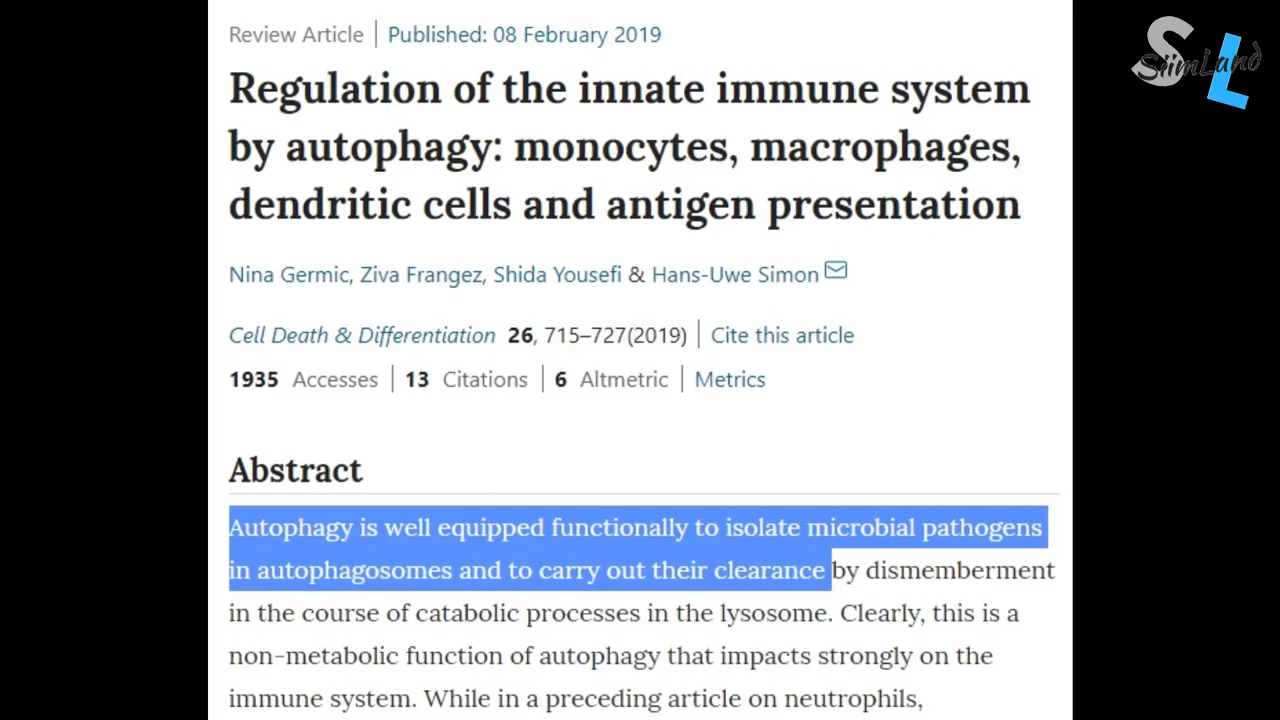 Review Article | Published: 08 February 2019
SL
SiimLand
Regulation of the innate immune system
by autophagy: monocytes, macrophages,
dendritic cells and antigen presentation
Nina Germic, Ziva Frangez, Shida Yousefi & Hans-Uwe Simon
Cell Death & Differentiation 26, 715–727(2019) | Cite this article
1935 Accesses | 13 Citations | 6 Altmetric | Metrics
Abstract
Autophagy is well equipped functionally to isolate microbial pathogens
in autophagosomes and to carry out their clearance by dismemberment
in the course of catabolic processes in the lysosome. Clearly, this is a
non-metabolic function of autophagy that impacts strongly on the
immune system. While in a preceding article on neutrophils,